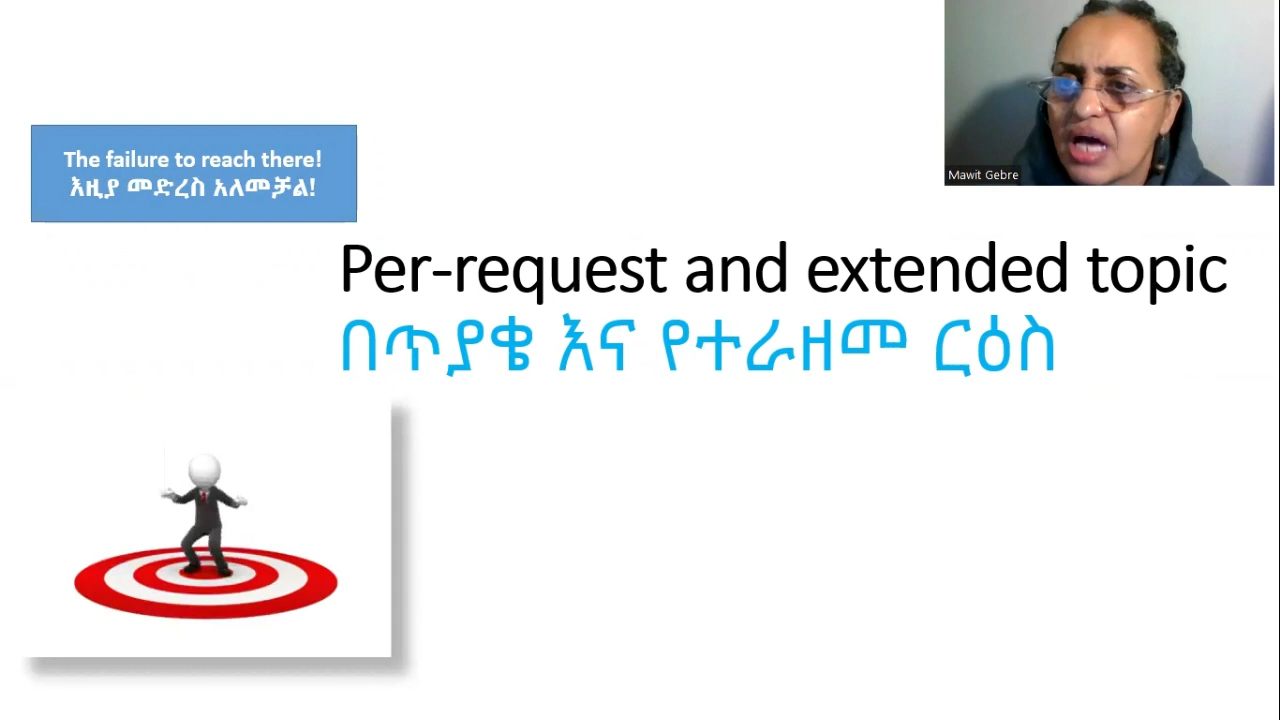 The failure to reach there!
እዚያ መድረስ አለመቻል!
Mawit Gebre
Per-request and extended topic
በጥያቄ እና የተራዘመ ርዕስ